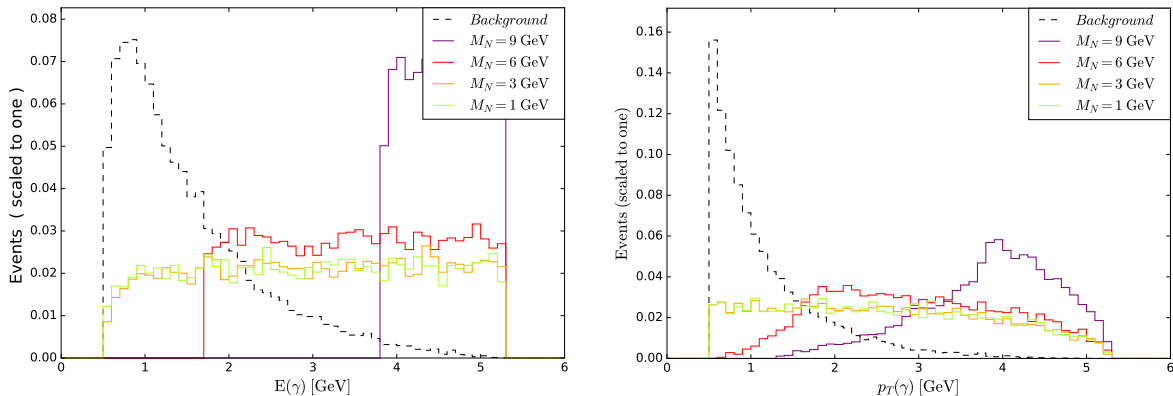 0.08
0.07
0.06
0.05
0.04
0.03
0.02
0.01
0.00
Events ( scaled to one )
0 1 2 3 4 5 6
E(γ) [GeV]
Background
M_N = 9 GeV
M_N = 6 GeV
M_N = 3 GeV
M_N = 1 GeV
0.16
0.14
0.12
0.10
0.08
0.06
0.04
0.02
0.00
Events (scaled to one)
0 1 2 3 4 5 6
p_T(γ) [GeV]
Background
M_N = 9 GeV
M_N = 6 GeV
M_N = 3 GeV
M_N = 1 GeV